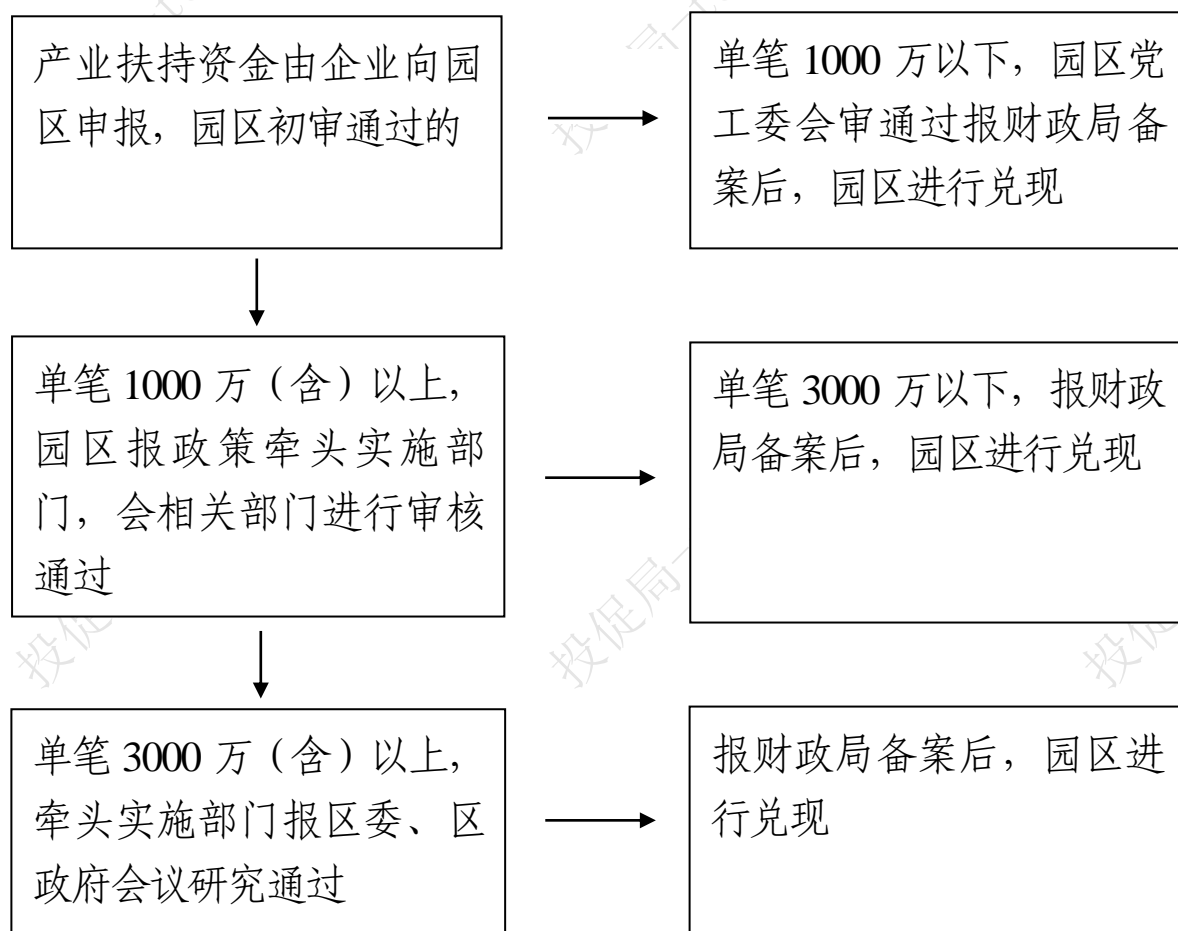 产业扶持资金由企业向园
区申报，园区初审通过的
单笔 1000 万以下，园区党
工委会审通过报财政局备
案后，园区进行兑现
单笔 1000 万（含）以上，
园区报政策牵头实施部
门，会相关部门进行审核
通过
单笔 3000 万以下，报财政
局备案后，园区进行兑现
单笔 3000 万（含）以上，
牵头实施部门报区委、区
政府会议研究通过
报财政局备案后，园区进
行兑现
投促局